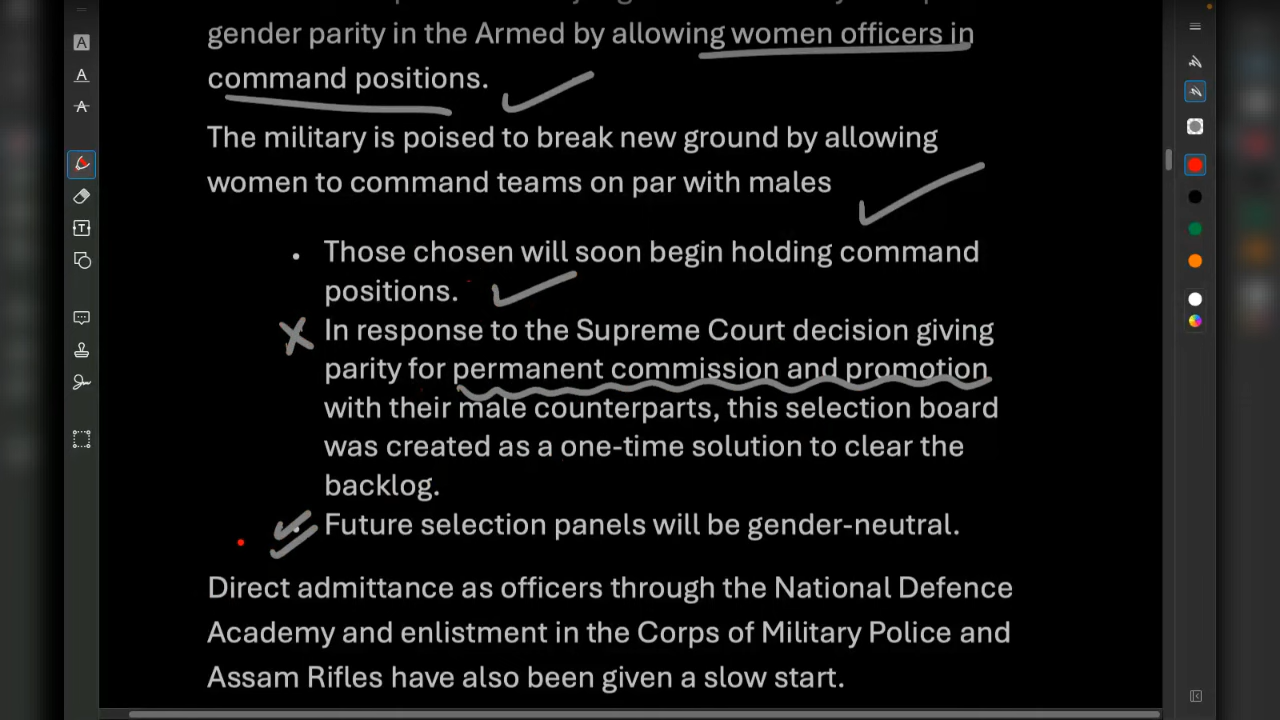 gender parity in the Armed by allowing women officers in
command positions.
The military is poised to break new ground by allowing
women to command teams on par with males
• Those chosen will soon begin holding command
positions.
In response to the Supreme Court decision giving
parity for permanent commission and promotion
with their male counterparts, this selection board
was created as a one-time solution to clear the
backlog.
Future selection panels will be gender-neutral.
Direct admittance as officers through the National Defence
Academy and enlistment in the Corps of Military Police and
Assam Rifles have also been given a slow start.